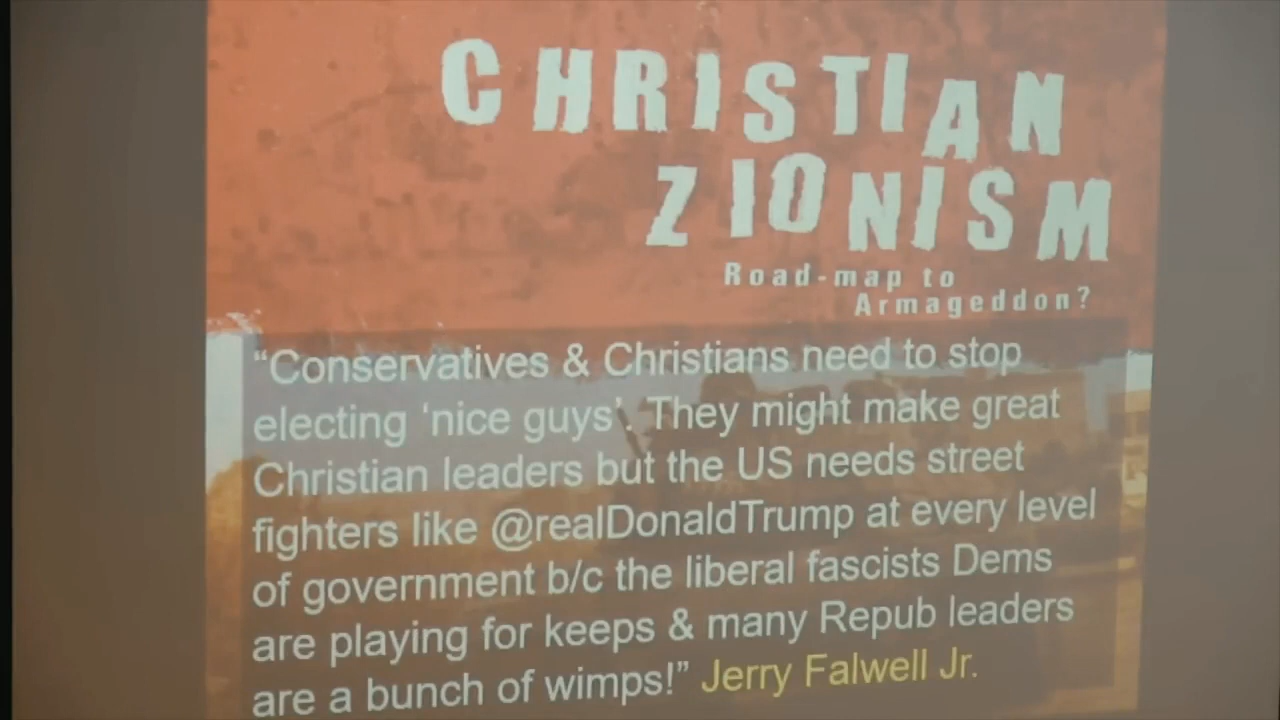 CHRISTIAN
ZIONISM
Road-map to
Armageddon?
“Conservatives & Christians need to stop
electing ‘nice guys’. They might make great
Christian leaders but the US needs street
fighters like @realDonaldTrump at every level
of government b/c the liberal fascists Dems
are playing for keeps & many Repub leaders
are a bunch of wimps!” Jerry Falwell Jr.